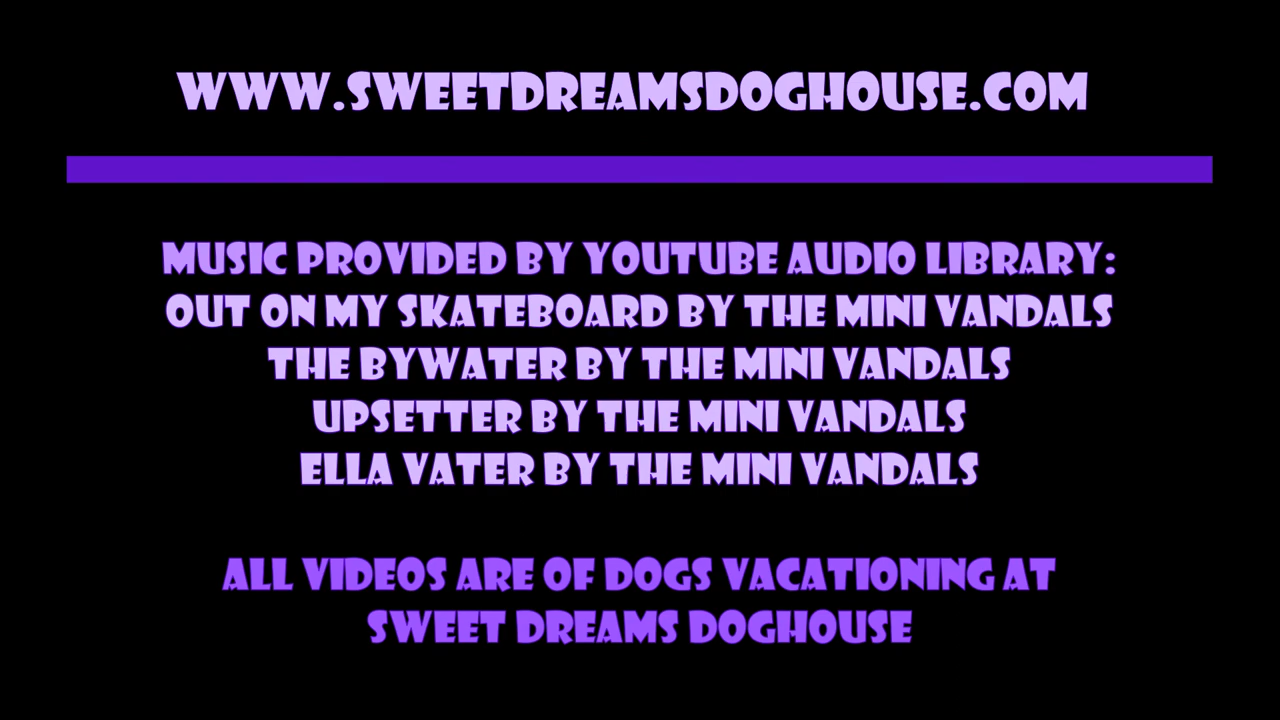 WWW.SWEETDREAMSDOGHOUSE.COM
MUSIC PROVIDED BY YOUTUBE AUDIO LIBRARY:
OUT ON MY SKATEBOARD BY THE MINI VANDALS
THE BYWATER BY THE MINI VANDALS
UPSETTER BY THE MINI VANDALS
ELLA VATER BY THE MINI VANDALS
ALL VIDEOS ARE OF DOGS VACATIONING AT
SWEET DREAMS DOGHOUSE